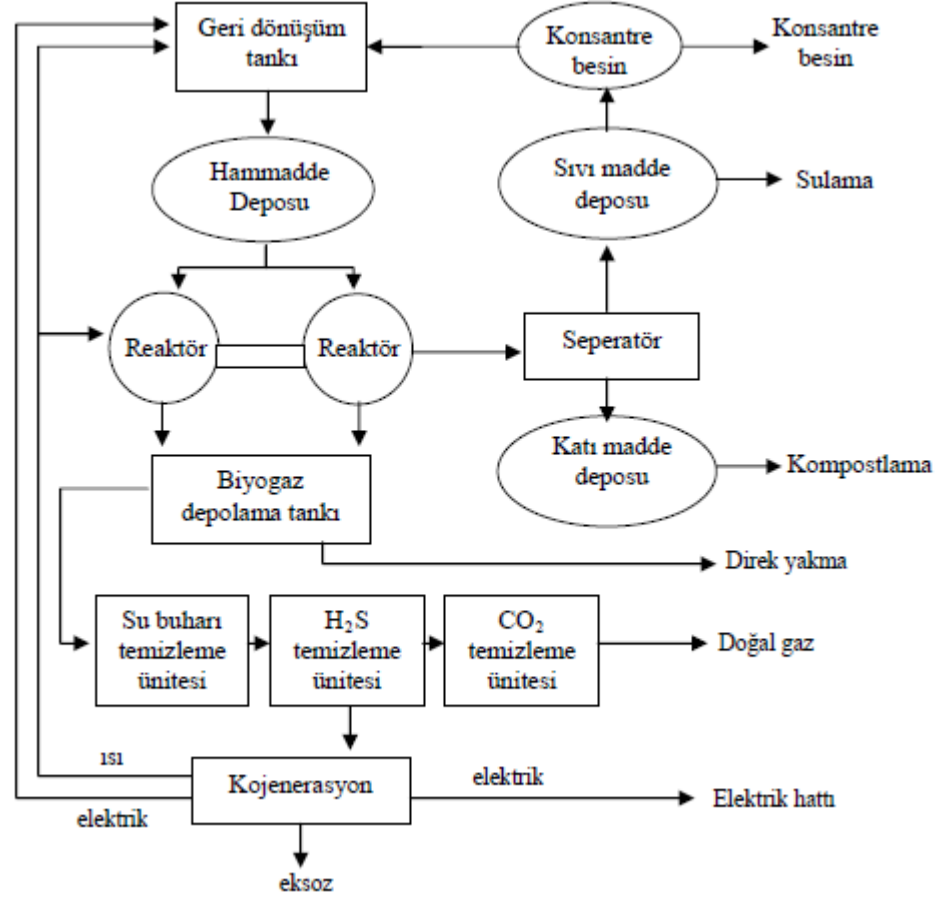 Geri dönüşüm
tankı
Konsantre
besin
Konsantre
besin
Hammadde
Deposu
Sıvı madde
deposu
Sulama
Reaktör
Reaktör
Seperatör
Katı madde
deposu
Kompostlama
Biyogaz
depolama tankı
Direk yakma
Su buharı
temizleme
ünitesi
H₂S
temizleme
ünitesi
CO₂
temizleme
ünitesi
Doğal gaz
ısı
Kojenerasyon
elektrik
Elektrik hattı
elektrik
eksoz